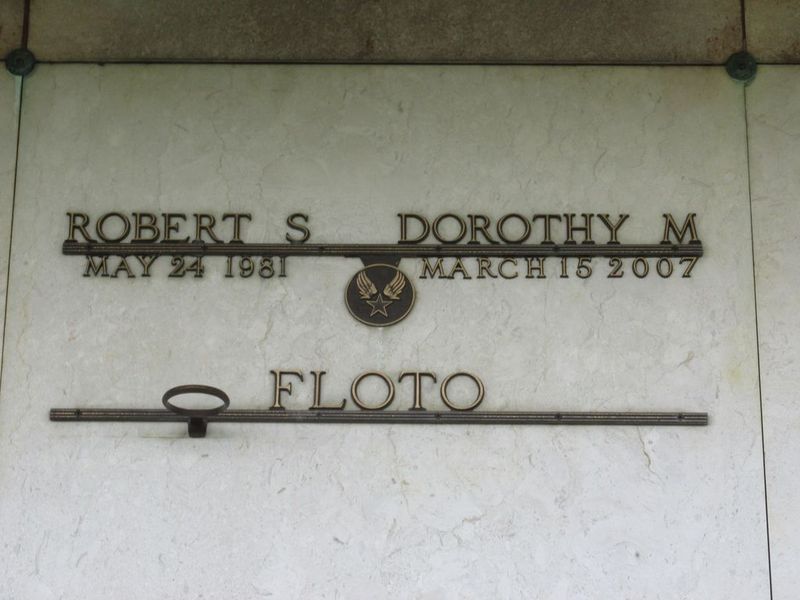 ROBERT S DOROTHY M
MAY 24 1981 MARCH 15 2007
FLOTO